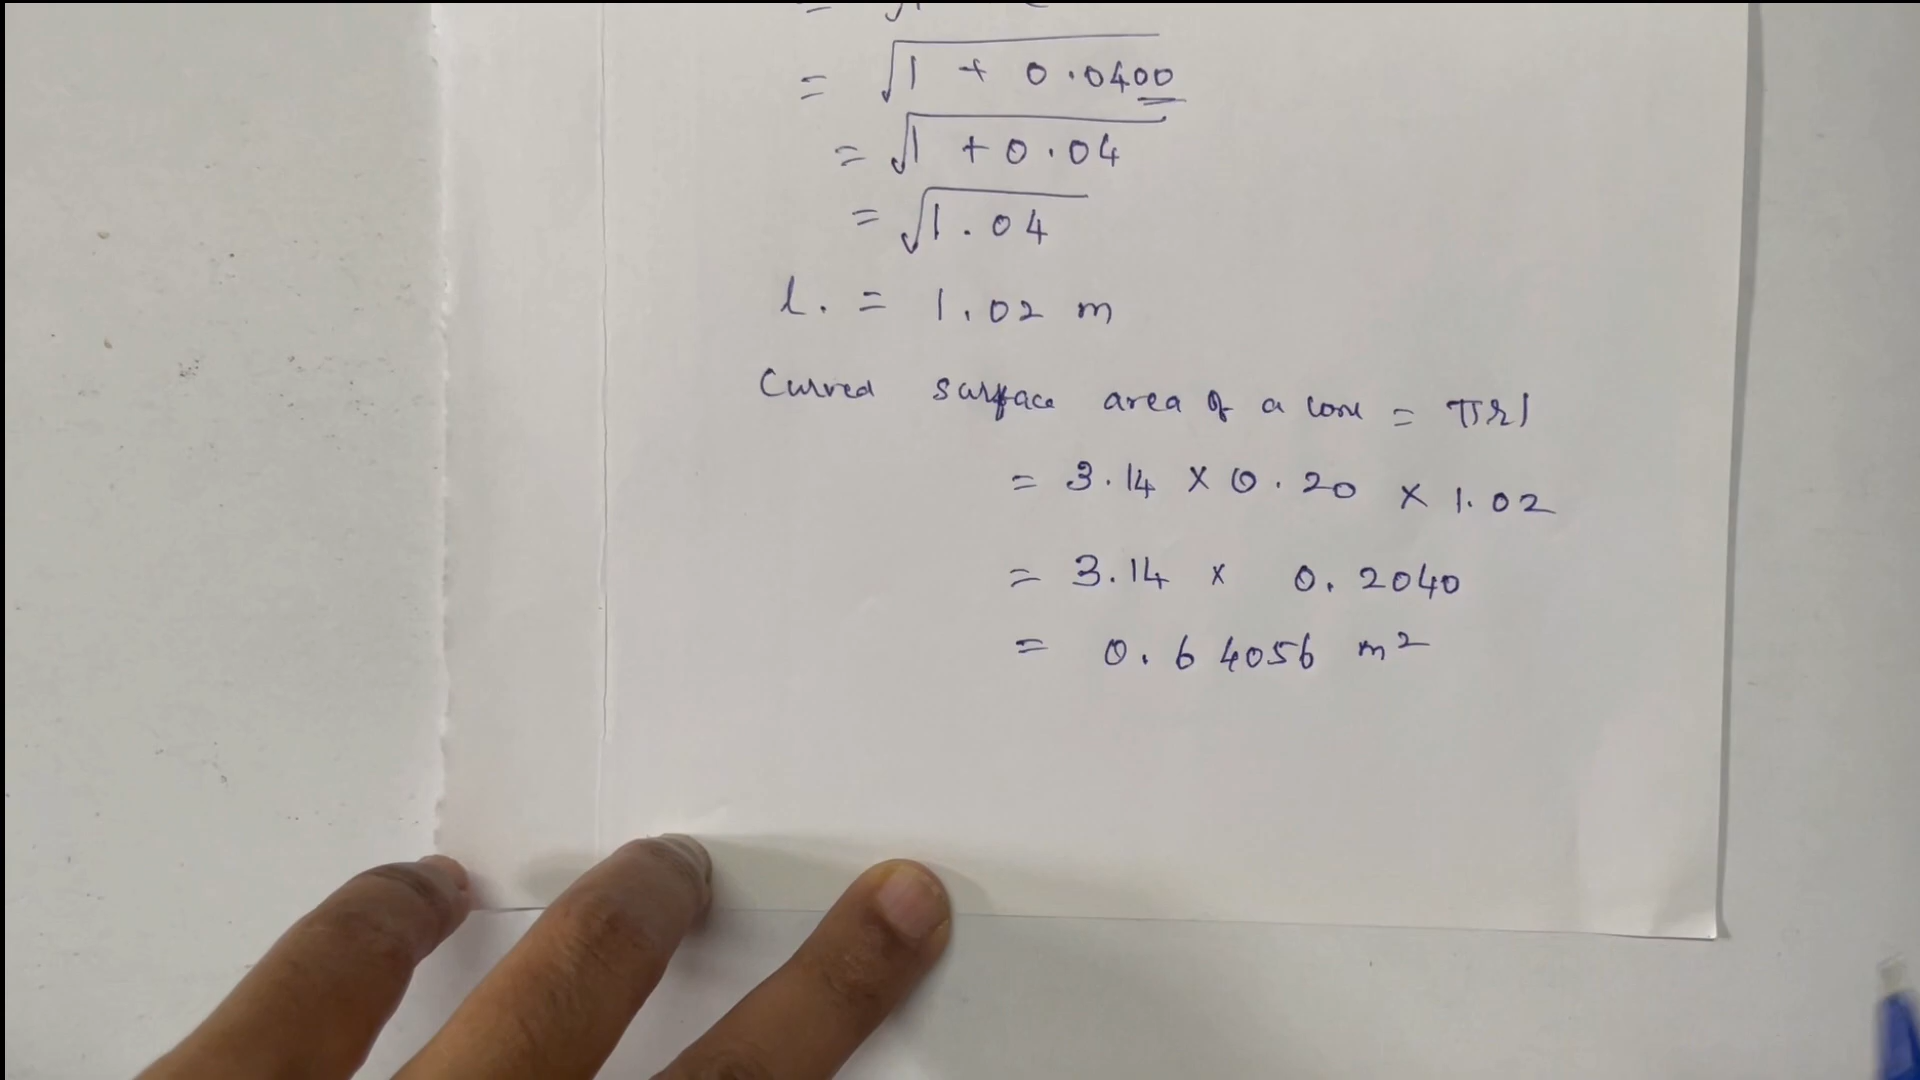 = √1 + 0.0400
= √1 + 0.04
= √1.04
l. = 1.02 m
Curved surface area of a cone = πrl
= 3.14 × 0.20 × 1.02
= 3.14 × 0.2040
= 0.64056 m²